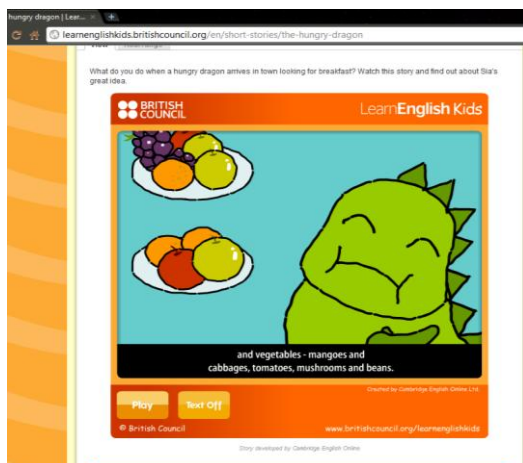 hungry dragon | Lear...
learnenglishkids.britishcouncil.org/en/short-stories/the-hungry-dragon
What do you do when a hungry dragon arrives in town looking for breakfast? Watch this story and find out about Sia's
great idea.
BRITISH
COUNCIL
LearnEnglish Kids
and vegetables - mangoes and
cabbages, tomatoes, mushrooms and beans.
Created by Cambridge English Online Ltd.
Play
Text Off
© British Council
www.britishcouncil.org/learnenglishkids
Story developed by Cambridge English Online.